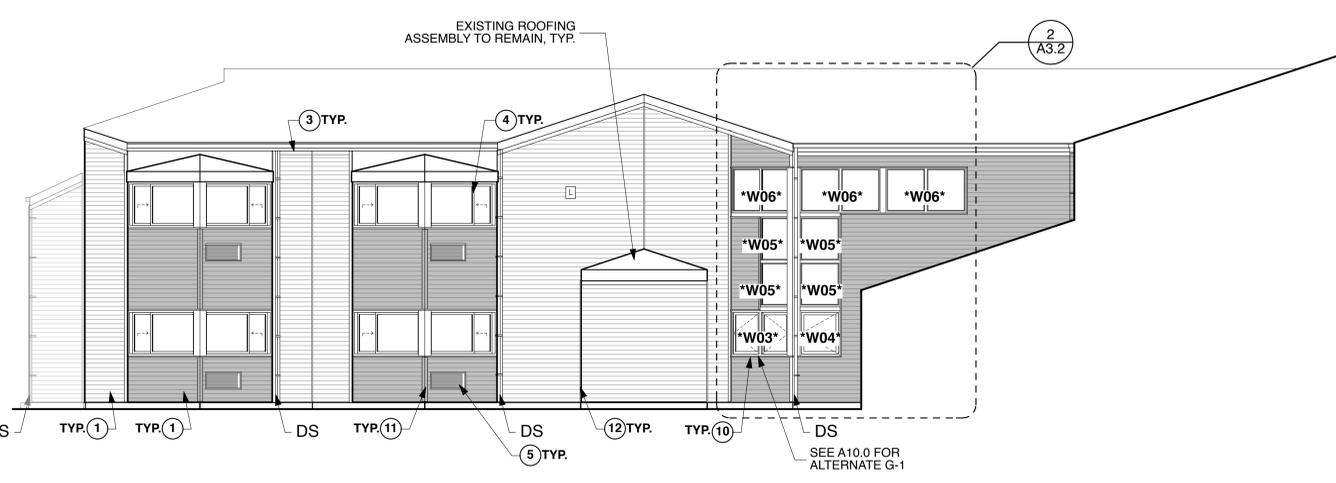 EXISTING ROOFING
ASSEMBLY TO REMAIN, TYP.
2
A3.2
3 TYP.
4 TYP.
L
*W06* *W06* *W06*
*W05* *W05*
*W05* *W05*
*W03* *W04*
S
TYP. 1
TYP. 1
DS
TYP. 11
DS
5 TYP.
12 TYP.
TYP. 10
DS
SEE A10.0 FOR
ALTERNATE G-1